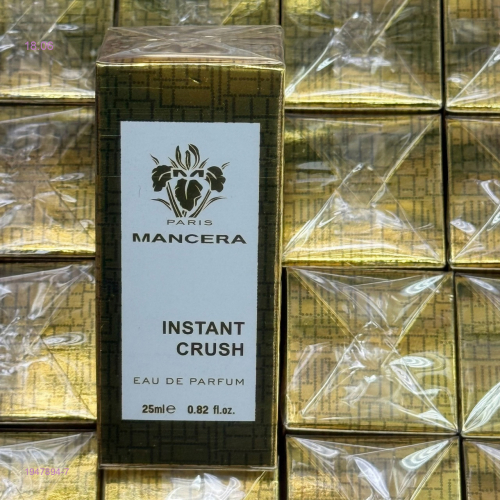 PARIS
MANCERA
INSTANT
CRUSH
EAU DE PARFUM
25ml℮ 0.82 fl.oz.